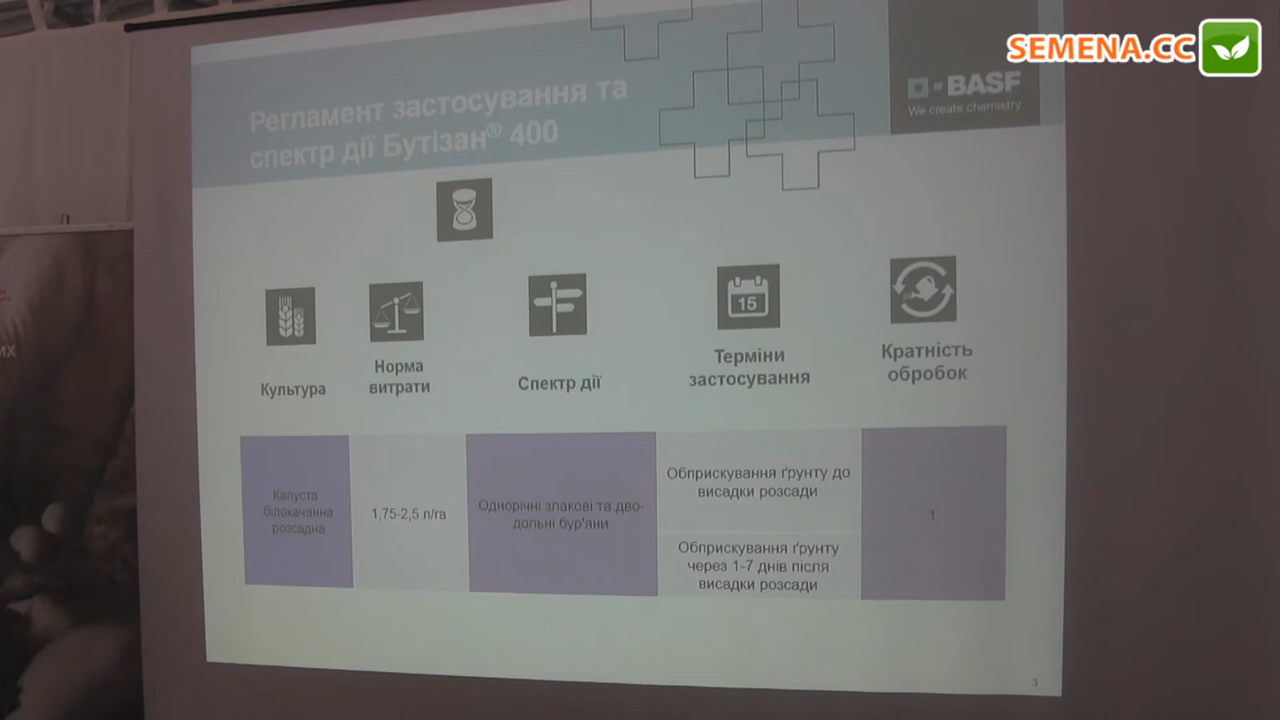 SEMENA.CC
Регламент застосування та
спектр дії Бутізан® 400
BASF
We create chemistry
15
Культура
Норма
витрати
Спектр дії
Терміни
застосування
Кратність
обробок
Капуста
білокачанна
розсадна
1,75-2,5 л/га
Однорічні злакові та дво-
дольні бур'яни
Обприскування ґрунту до
висадки розсади
Обприскування ґрунту
через 1-7 днів після
висадки розсади
1
3
с.
их